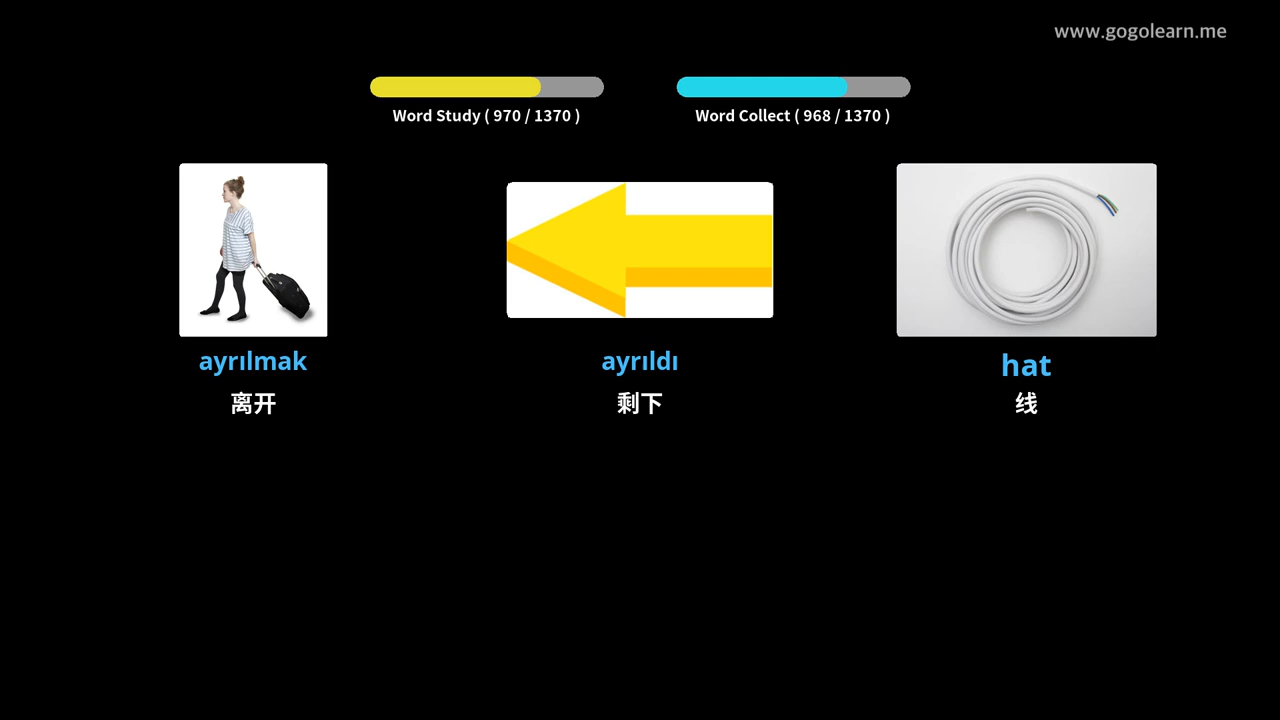 www.gogolearn.me
Word Study ( 970 / 1370 )
Word Collect ( 968 / 1370 )
ayrılmak
离开
ayrıldı
剩下
hat
线